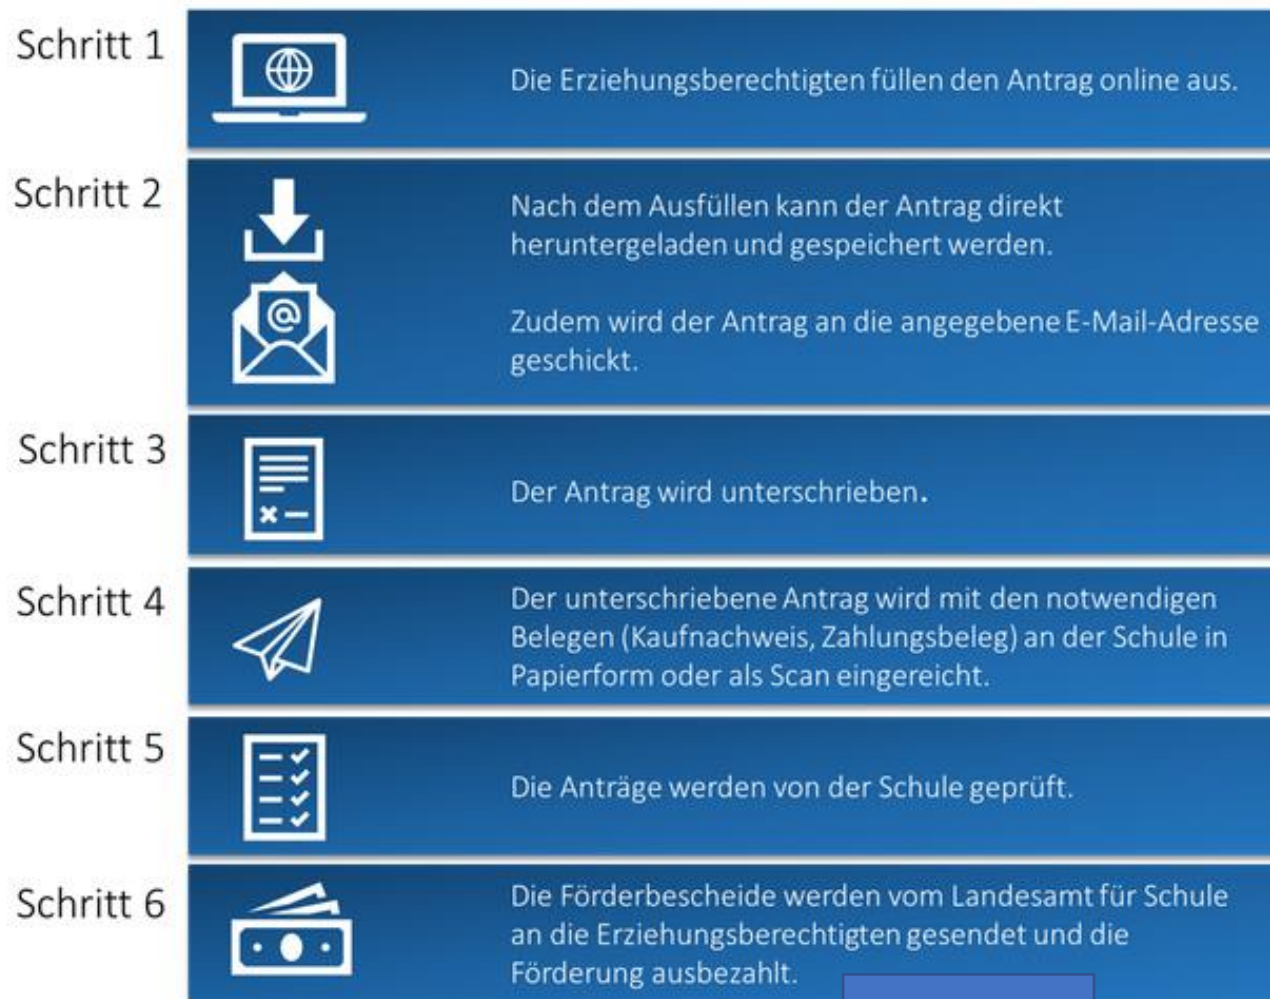 Schritt 1
Die Erziehungsberechtigten füllen den Antrag online aus.
Schritt 2
Nach dem Ausfüllen kann der Antrag direkt
heruntergeladen und gespeichert werden.
@
Zudem wird der Antrag an die angegebene E-Mail-Adresse
geschickt.
Schritt 3
Der Antrag wird unterschrieben.
Schritt 4
Der unterschriebene Antrag wird mit den notwendigen
Belegen (Kaufnachweis, Zahlungsbeleg) an der Schule in
Papierform oder als Scan eingereicht.
Schritt 5
Die Anträge werden von der Schule geprüft.
Schritt 6
Die Förderbescheide werden vom Landesamt für Schule
an die Erziehungsberechtigten gesendet und die
Förderung ausbezahlt.